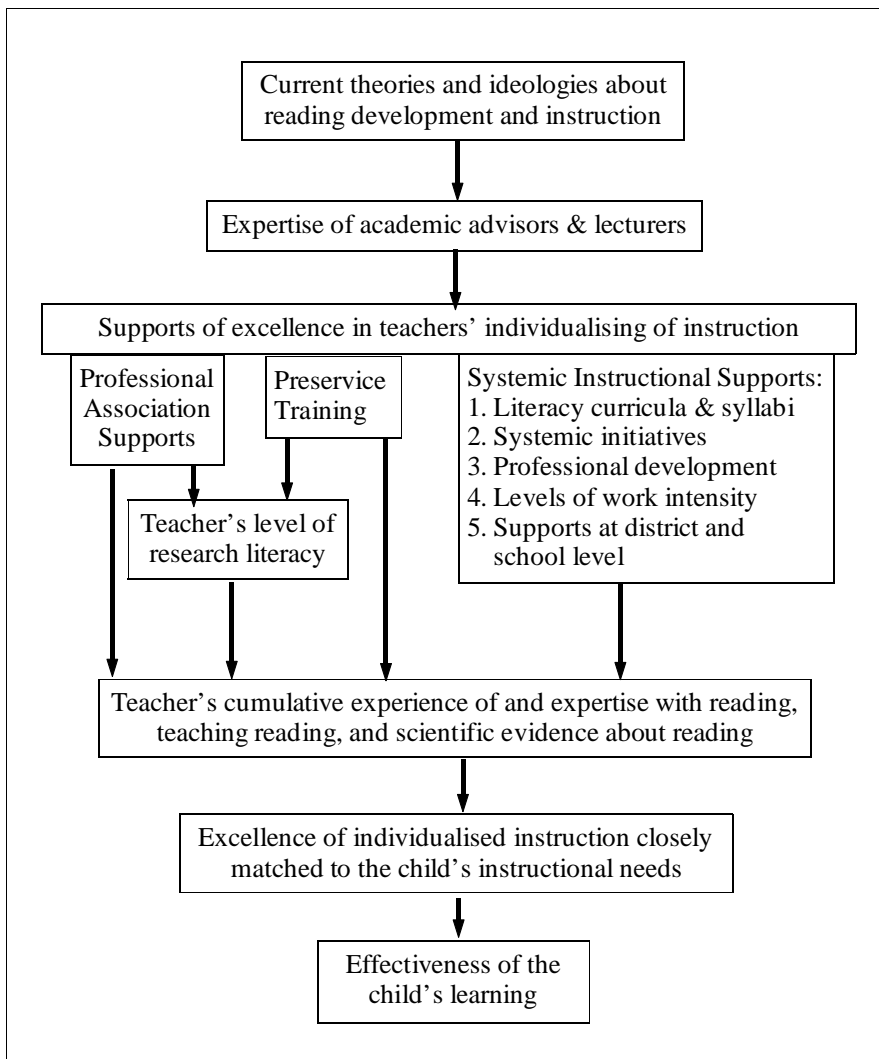 Current theories and ideologies about
reading development and instruction
Expertise of academic advisors & lecturers
Supports of excellence in teachers’ individualising of instruction
Professional
Association
Supports
Preservice
Training
Systemic Instructional Supports:
1. Literacy curricula & syllabi
2. Systemic initiatives
3. Professional development
4. Levels of work intensity
5. Supports at district and
school level
Teacher’s level of
research literacy
Teacher’s cumulative experience of and expertise with reading,
teaching reading, and scientific evidence about reading
Excellence of individualised instruction closely
matched to the child’s instructional needs
Effectiveness of the
child’s learning